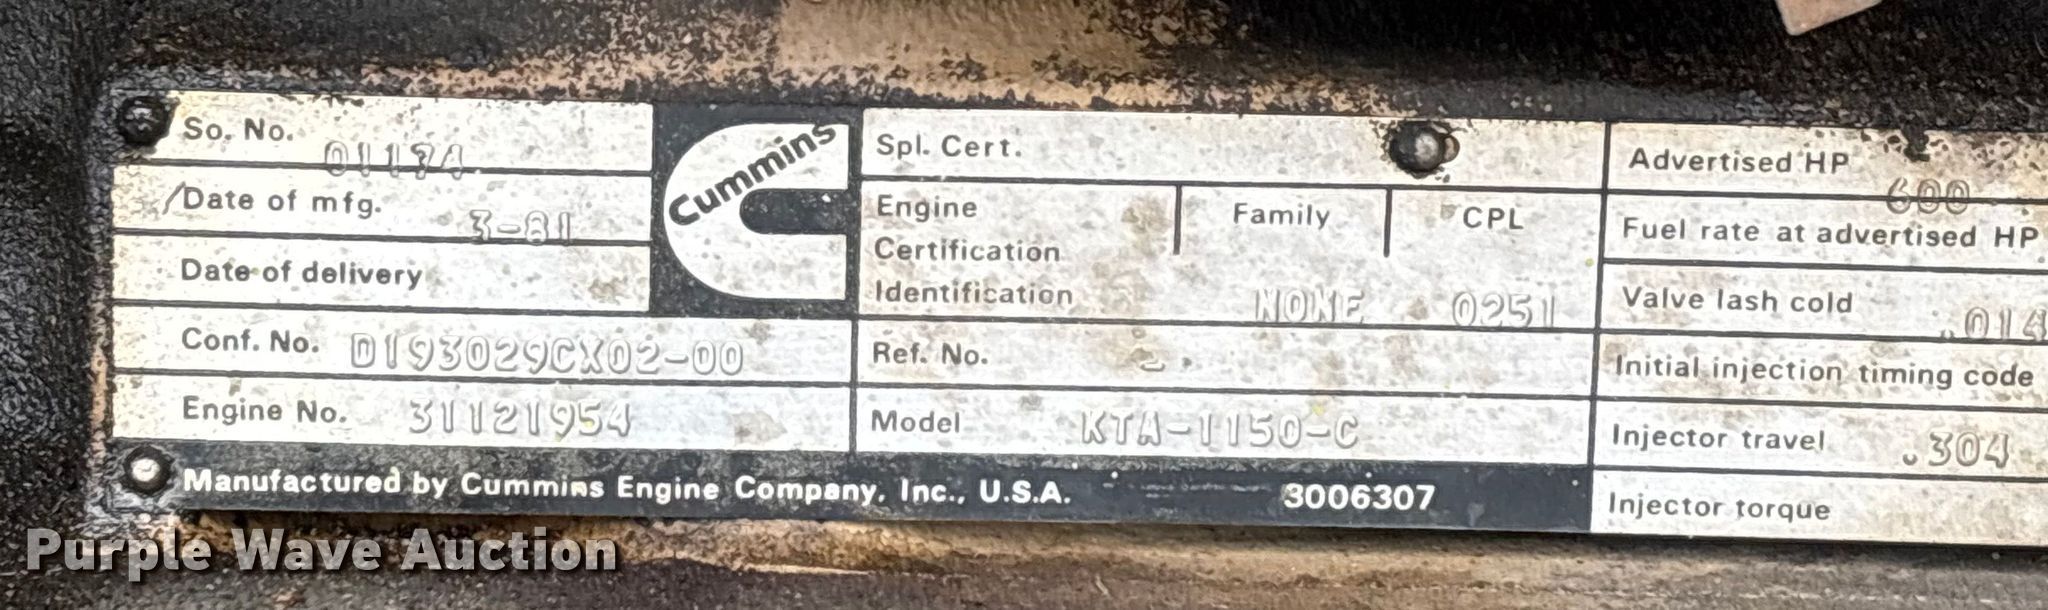 So. No. 01174
Date of mfg. 3-81
Date of delivery
Conf. No. D193029CX02-00
Engine No. 31121954
Cummins
Spl. Cert.
Engine Certification Identification
Family NONE
CPL 0251
Ref. No. -
Model KTA-1150-C
Advertised HP 600
Fuel rate at advertised HP
Valve lash cold .014
Initial injection timing code
Injector travel .304
Injector torque
Manufactured by Cummins Engine Company, Inc., U.S.A. 3006307
Purple Wave Auction